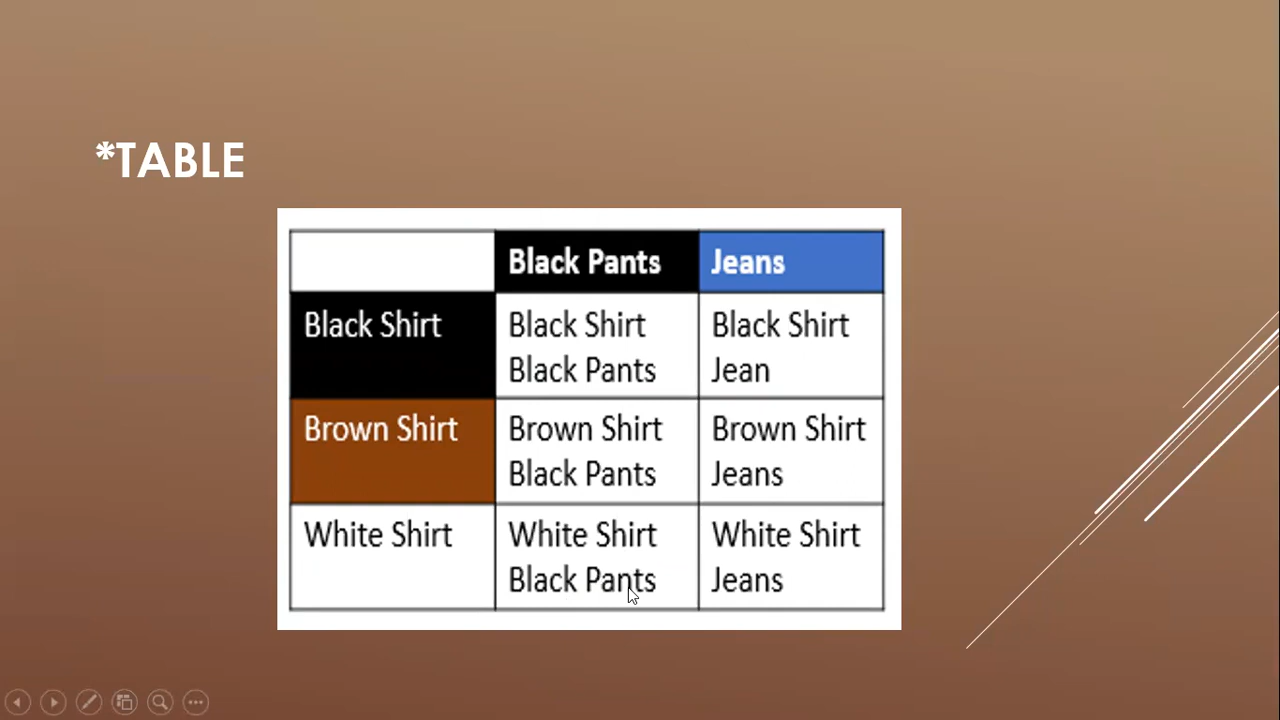 *TABLE
Black Pants Jeans
Black Shirt Black Shirt Black Shirt
Black Pants Jean
Brown Shirt Brown Shirt Brown Shirt
Black Pants Jeans
White Shirt White Shirt White Shirt
Black Pants Jeans